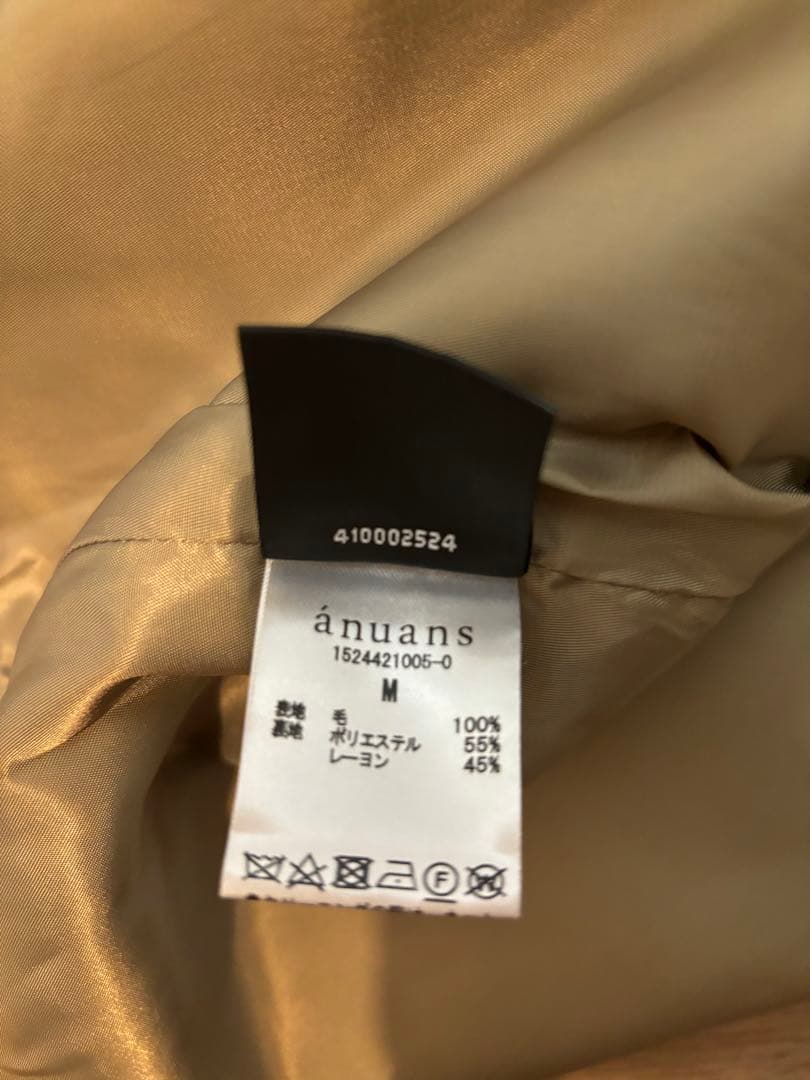 410002524
ánuans
1524421005-0
M
表地 毛 100%
裏地 ポリエステル 55%
レーヨン 45%
F
W